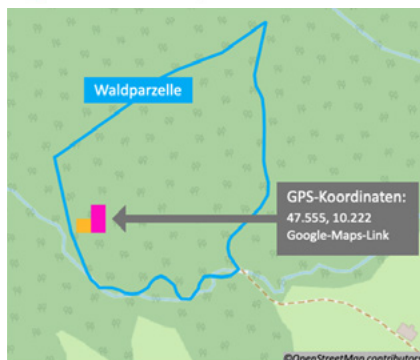 Waldparzelle
GPS-Koordinaten:
47.555, 10.222
Google-Maps-Link
©OpenStreetMap contributors